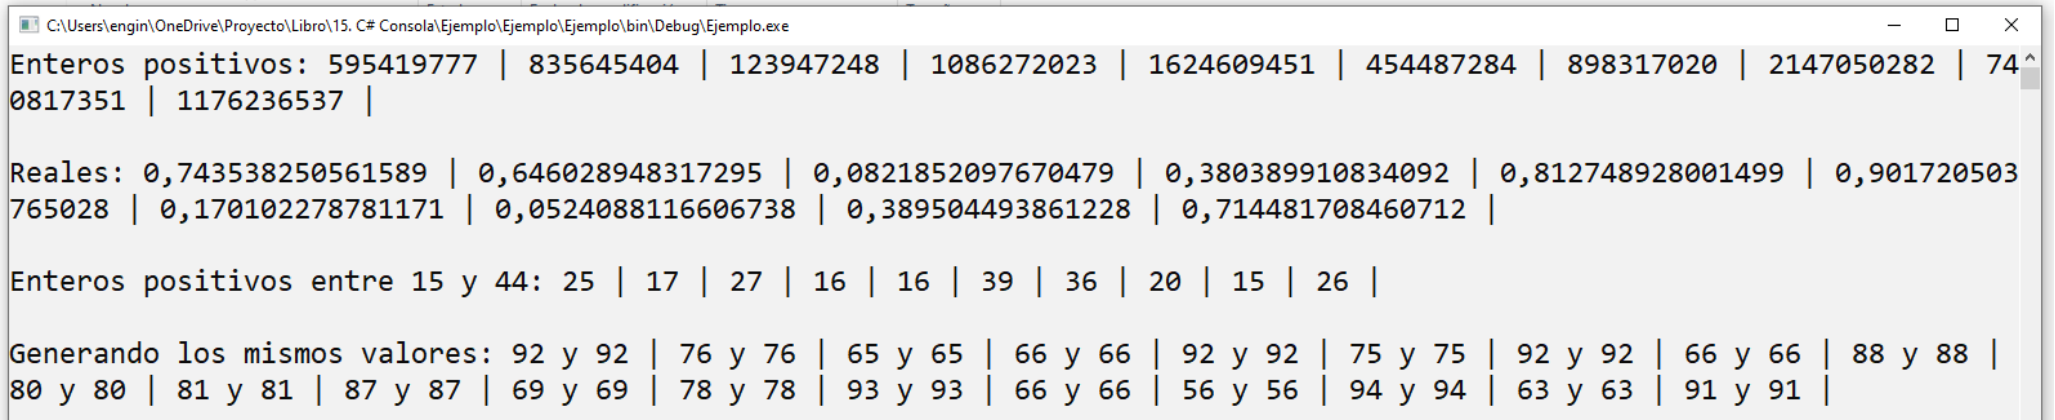 C:\Users\engin\OneDrive\Proyecto\Libro\15. C# Consola\Ejemplo\Ejemplo\Ejemplo\bin\Debug\Ejemplo.exe
Enteros positivos: 595419777 | 835645404 | 123947248 | 1086272023 | 1624609451 | 454487284 | 898317020 | 2147050282 | 74
0817351 | 1176236537 |
Reales: 0,743538250561589 | 0,646028948317295 | 0,0821852097670479 | 0,380389910834092 | 0,812748928001499 | 0,901720503
765028 | 0,170102278781171 | 0,0524088116606738 | 0,389504493861228 | 0,714481708460712 |
Enteros positivos entre 15 y 44: 25 | 17 | 27 | 16 | 16 | 39 | 36 | 20 | 15 | 26 |
Generando los mismos valores: 92 y 92 | 76 y 76 | 65 y 65 | 66 y 66 | 92 y 92 | 75 y 75 | 92 y 92 | 66 y 66 | 88 y 88 |
80 y 80 | 81 y 81 | 87 y 87 | 69 y 69 | 78 y 78 | 93 y 93 | 66 y 66 | 56 y 56 | 94 y 94 | 63 y 63 | 91 y 91 |